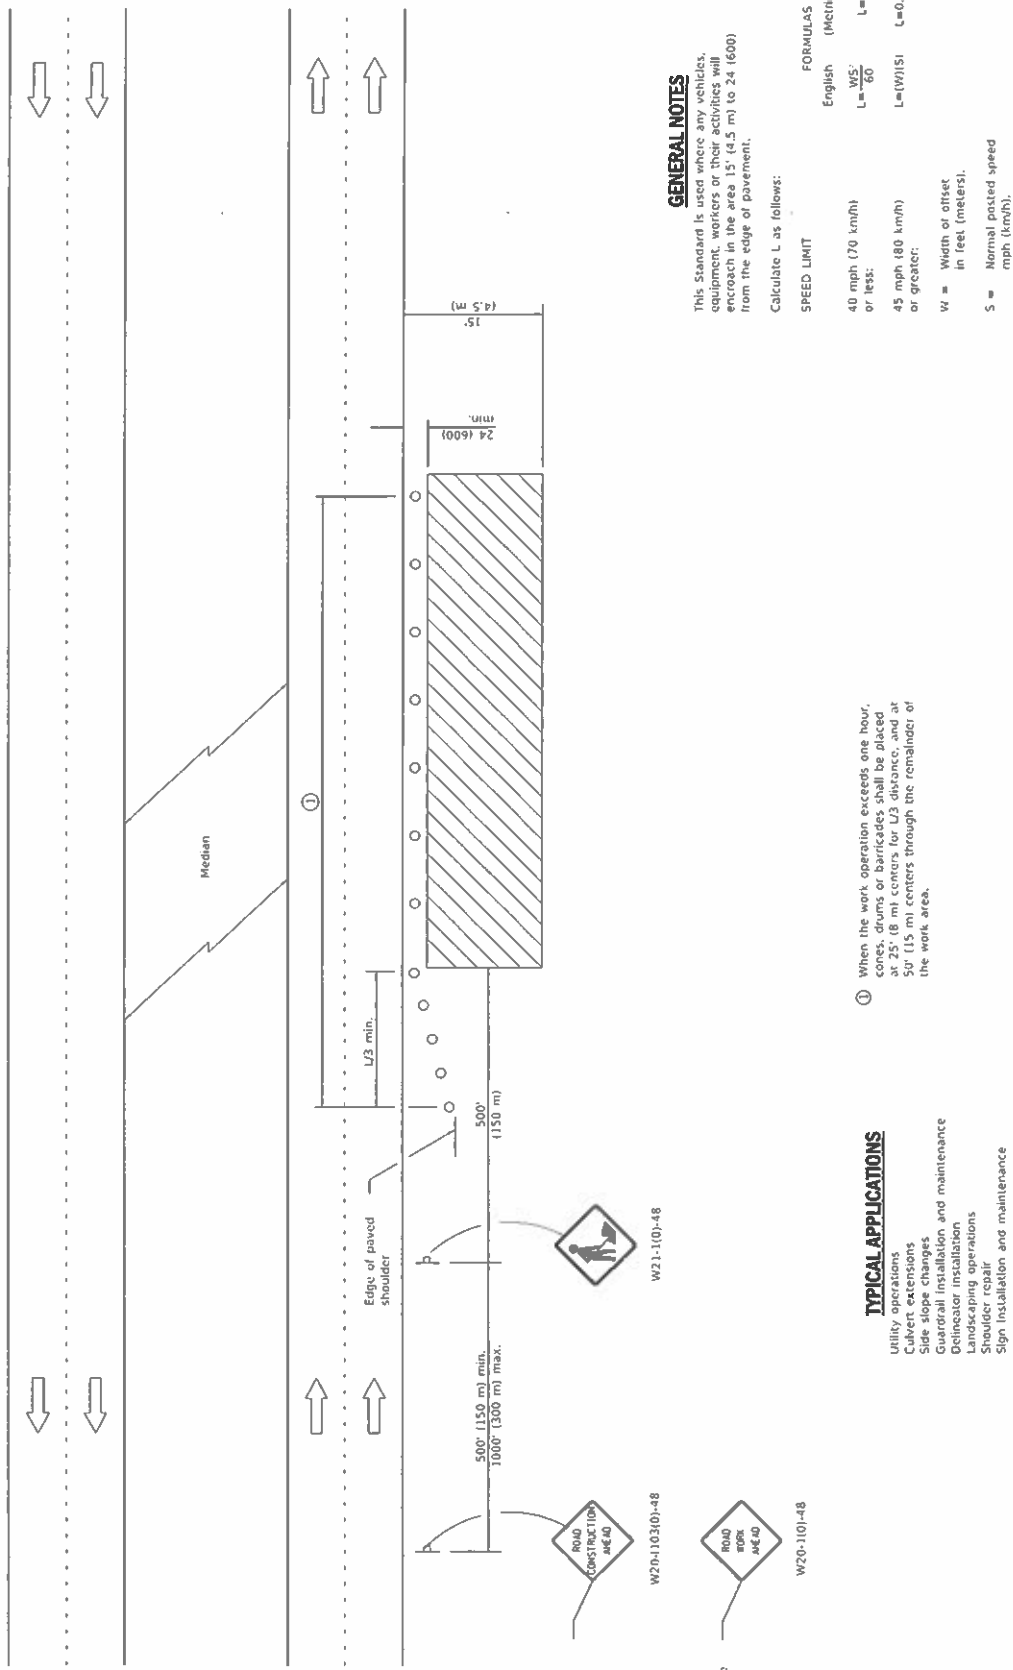 Median
①
L/3 min.
Edge of paved
shoulder
500'
(150 m)
500' (150 m) min.
1000' (300 m) max.
24 (600)
min.
15'
(4.5 m)
W21-1(0)-48
ROAD
CONSTRUCTION
AHEAD
W20-1103(0)-48
ROAD
WORK
AHEAD
W20-1(0)-48
TYPICAL APPLICATIONS
Utility operations
Culvert extensions
Side slope changes
Guardrail installation and maintenance
Delineator installation
Landscaping operations
Shoulder repair
Sign installation and maintenance
① When the work operation exceeds one hour,
cones, drums or barricades shall be placed
at 25' (8 m) centers for L/3 distance, and at
50' (15 m) centers through the remainder of
the work area.
GENERAL NOTES
This Standard is used where any vehicles,
equipment, workers or their activities will
encroach in the area 15' (4.5 m) to 24 (600)
from the edge of pavement.
Calculate L as follows:
SPEED LIMIT FORMULAS
English (Metri
40 mph (70 km/h) L=WS²/60 L=
or less:
45 mph (80 km/h) L=(W)(S) L=0.
or greater:
W = Width of offset
in feet (meters).
S = Normal posted speed
mph (km/h).